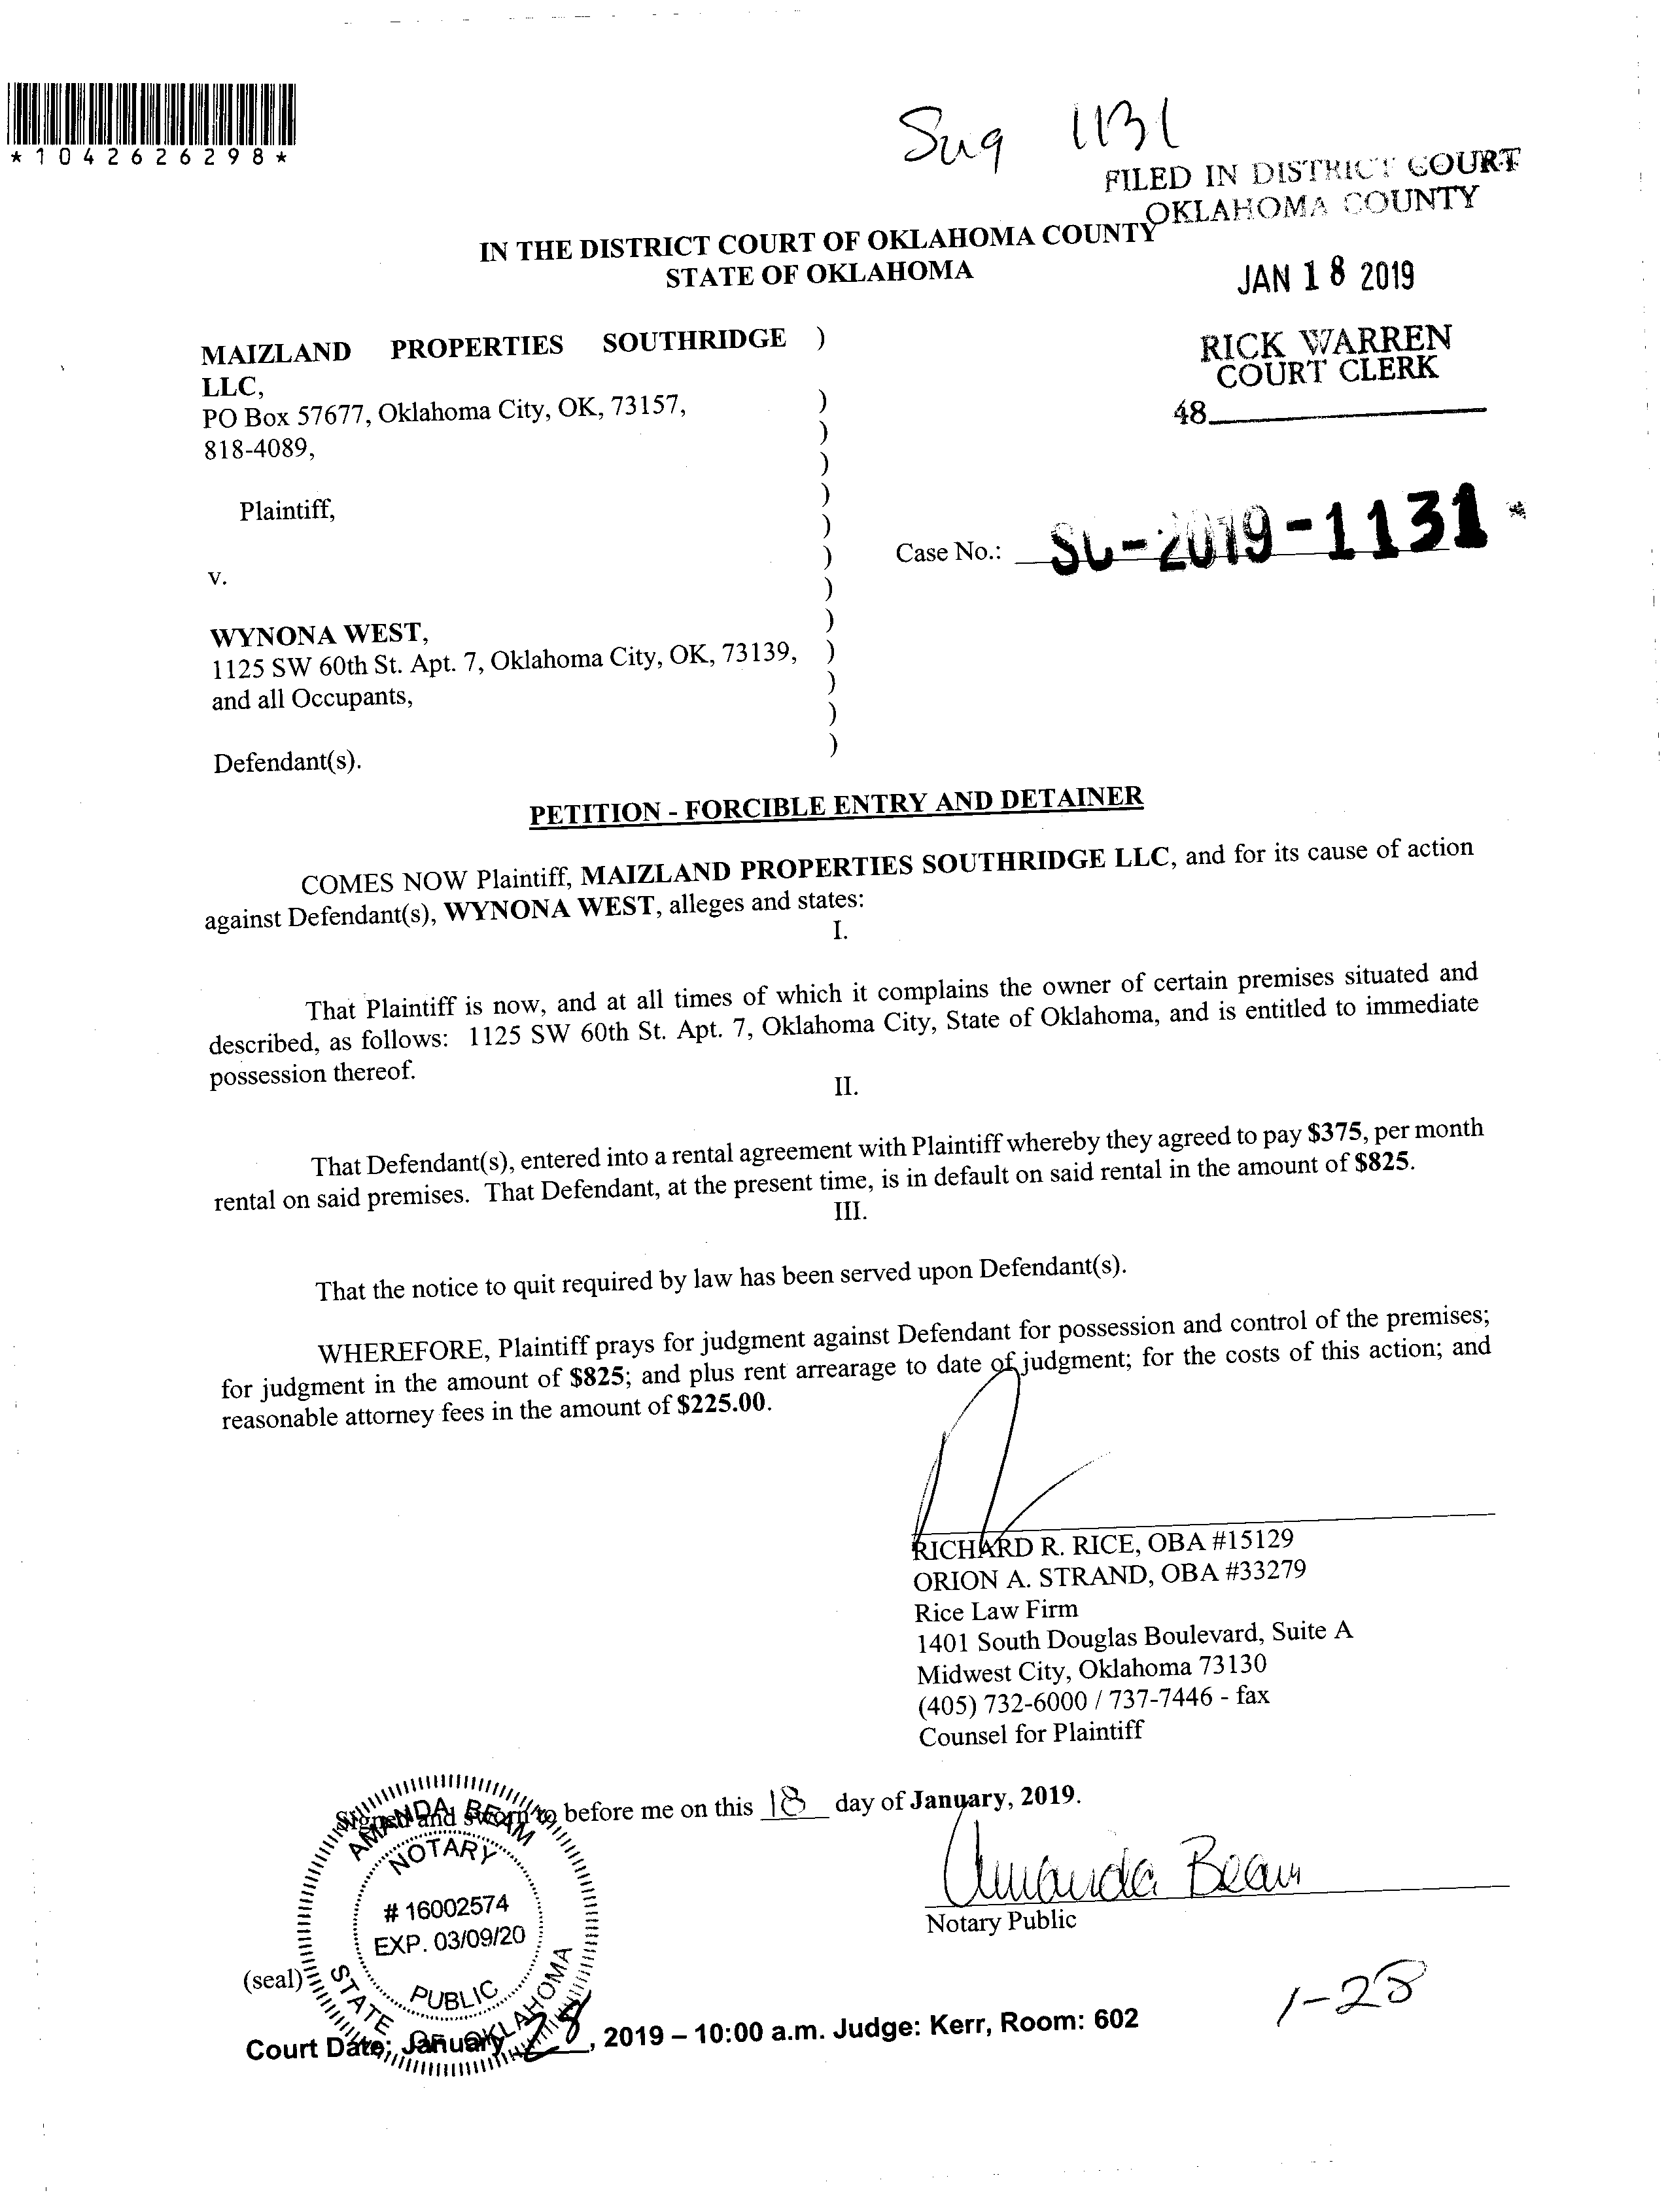 *1042626298*
Sug 1131
FILED IN DISTRICT COURT
OKLAHOMA COUNTY
IN THE DISTRICT COURT OF OKLAHOMA COUNTY
STATE OF OKLAHOMA
JAN 18 2019
RICK WARREN
COURT CLERK
48
MAIZLAND PROPERTIES SOUTHRIDGE )
LLC,
PO Box 57677, Oklahoma City, OK, 73157, )
818-4089, )
)
Plaintiff, )
)
Case No.: SC-2019-1131 *
)
v. )
)
WYNONA WEST,
1125 SW 60th St. Apt. 7, Oklahoma City, OK, 73139, )
and all Occupants, )
)
Defendant(s). )
PETITION - FORCIBLE ENTRY AND DETAINER
COMES NOW Plaintiff, MAIZLAND PROPERTIES SOUTHRIDGE LLC, and for its cause of action
against Defendant(s), WYNONA WEST, alleges and states:
I.
That Plaintiff is now, and at all times of which it complains the owner of certain premises situated and
described, as follows: 1125 SW 60th St. Apt. 7, Oklahoma City, State of Oklahoma, and is entitled to immediate
possession thereof.
II.
That Defendant(s), entered into a rental agreement with Plaintiff whereby they agreed to pay $375, per month
rental on said premises. That Defendant, at the present time, is in default on said rental in the amount of $825.
III.
That the notice to quit required by law has been served upon Defendant(s).
WHEREFORE, Plaintiff prays for judgment against Defendant for possession and control of the premises;
for judgment in the amount of $825; and plus rent arrearage to date of judgment; for the costs of this action; and
reasonable attorney fees in the amount of $225.00.
RICHARD R. RICE, OBA #15129
ORION A. STRAND, OBA #33279
Rice Law Firm
1401 South Douglas Boulevard, Suite A
Midwest City, Oklahoma 73130
(405) 732-6000 / 737-7446 - fax
Counsel for Plaintiff
Signed and sworn to before me on this 18 day of January, 2019.
Amanda Beam
Notary Public
AMANDA BEAM
NOTARY
# 16002574
EXP. 03/09/20
PUBLIC
STATE OF OKLAHOMA
(seal)
1-28
Court Date: January 28, 2019 – 10:00 a.m. Judge: Kerr, Room: 602